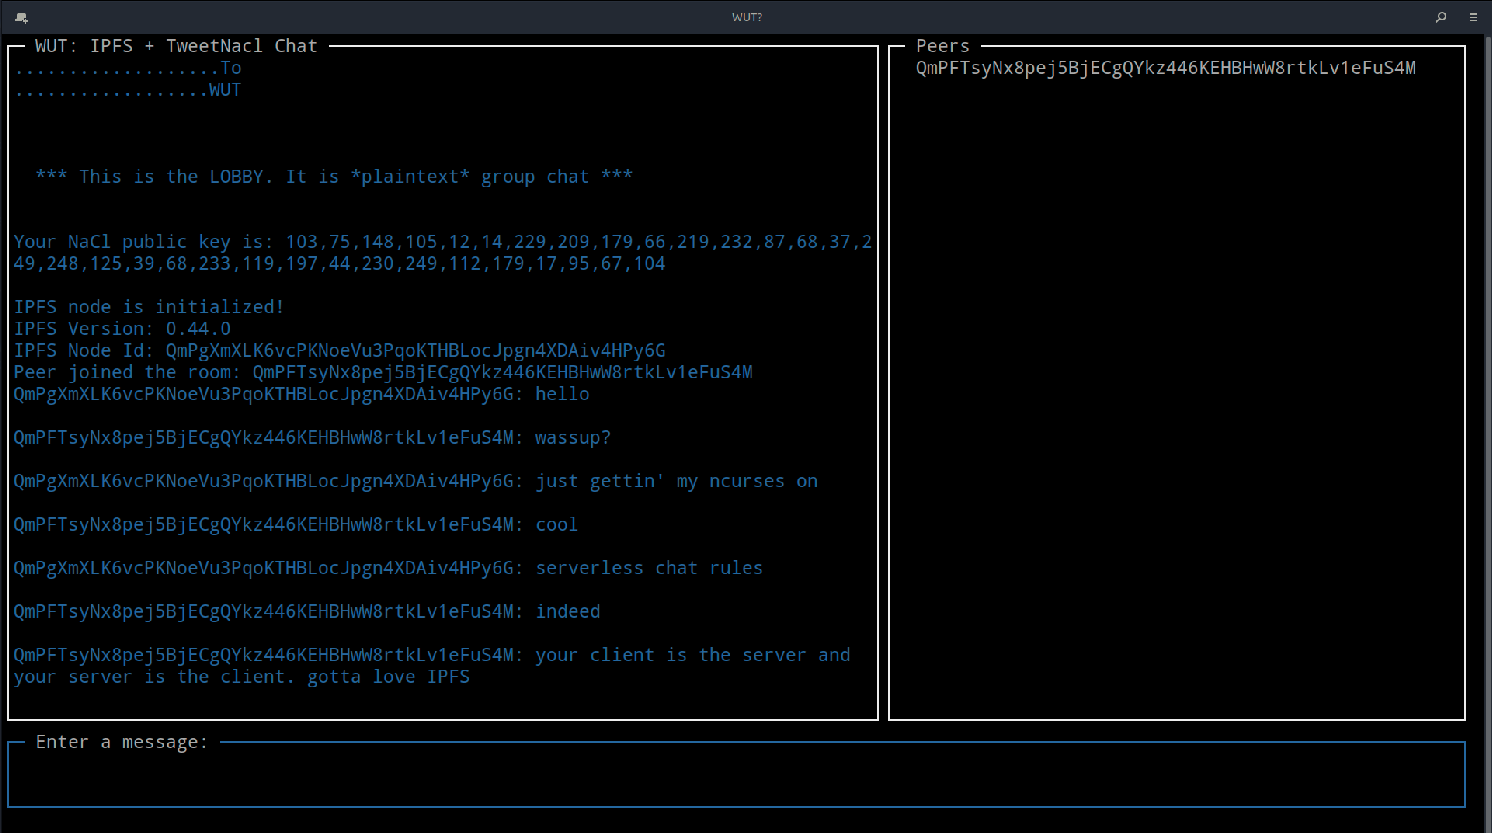 WUT?
WUT: IPFS + TweetNacl Chat
...................To
..................WUT
*** This is the LOBBY. It is *plaintext* group chat ***
Your NaCl public key is: 103,75,148,105,12,14,229,209,179,66,219,232,87,68,37,2
49,248,125,39,68,233,119,197,44,230,249,112,179,17,95,67,104
IPFS node is initialized!
IPFS Version: 0.44.0
IPFS Node Id: QmPgXmXLK6vcPKNoeVu3PqoKTHBLocJpgn4XDAiv4HPy6G
Peer joined the room: QmPFTsyNx8pej5BjECgQYkz446KEHBHwW8rtkLv1eFuS4M
QmPgXmXLK6vcPKNoeVu3PqoKTHBLocJpgn4XDAiv4HPy6G: hello
QmPFTsyNx8pej5BjECgQYkz446KEHBHwW8rtkLv1eFuS4M: wassup?
QmPgXmXLK6vcPKNoeVu3PqoKTHBLocJpgn4XDAiv4HPy6G: just gettin' my ncurses on
QmPFTsyNx8pej5BjECgQYkz446KEHBHwW8rtkLv1eFuS4M: cool
QmPgXmXLK6vcPKNoeVu3PqoKTHBLocJpgn4XDAiv4HPy6G: serverless chat rules
QmPFTsyNx8pej5BjECgQYkz446KEHBHwW8rtkLv1eFuS4M: indeed
QmPFTsyNx8pej5BjECgQYkz446KEHBHwW8rtkLv1eFuS4M: your client is the server and
your server is the client. gotta love IPFS
Peers
QmPFTsyNx8pej5BjECgQYkz446KEHBHwW8rtkLv1eFuS4M
Enter a message: